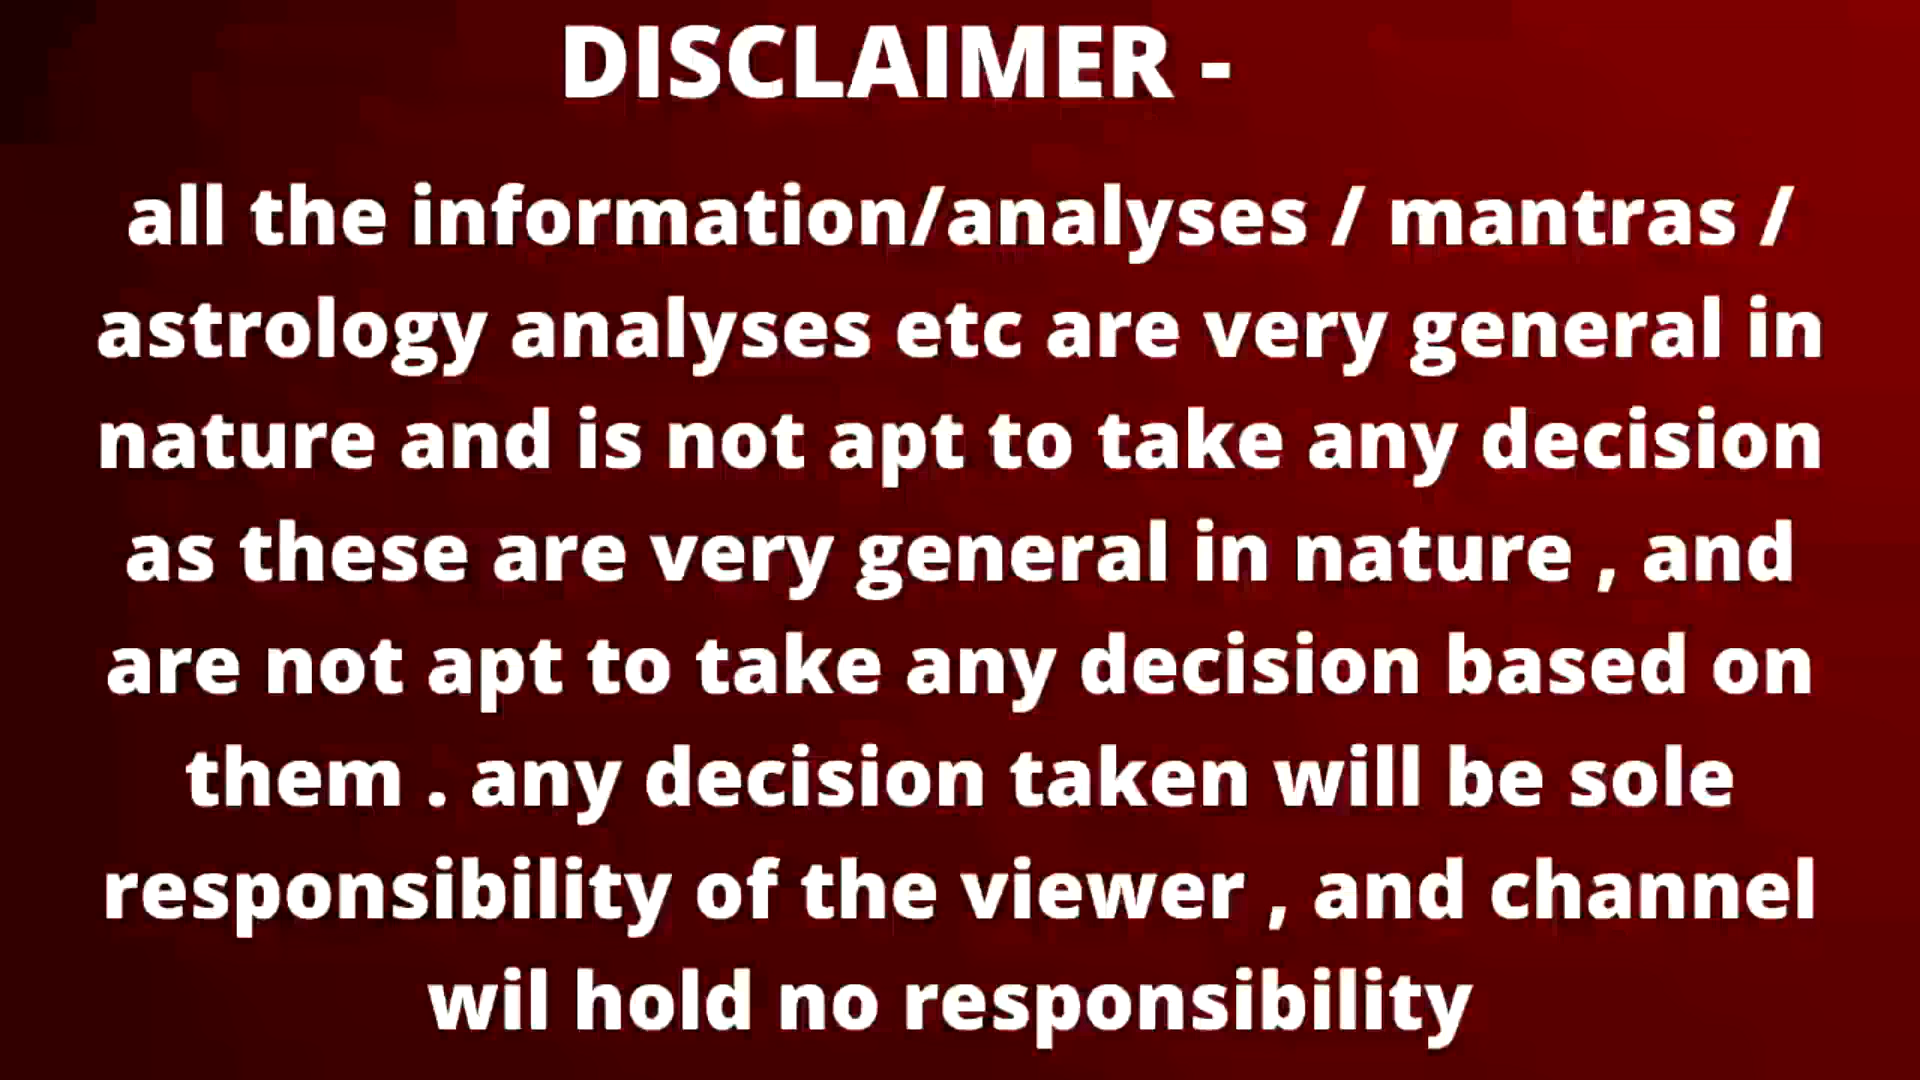 DISCLAIMER -
all the information/analyses / mantras /
astrology analyses etc are very general in
nature and is not apt to take any decision
as these are very general in nature , and
are not apt to take any decision based on
them . any decision taken will be sole
responsibility of the viewer , and channel
wil hold no responsibility